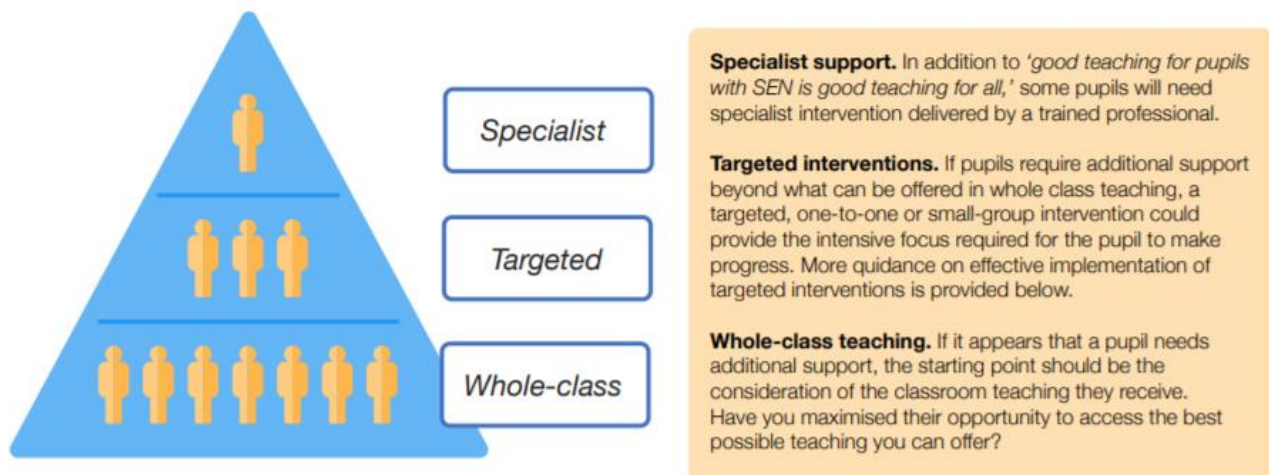 Specialist
Targeted
Whole-class
Specialist support. In addition to ‘good teaching for pupils
with SEN is good teaching for all,’ some pupils will need
specialist intervention delivered by a trained professional.
Targeted interventions. If pupils require additional support
beyond what can be offered in whole class teaching, a
targeted, one-to-one or small-group intervention could
provide the intensive focus required for the pupil to make
progress. More quidance on effective implementation of
targeted interventions is provided below.
Whole-class teaching. If it appears that a pupil needs
additional support, the starting point should be the
consideration of the classroom teaching they receive.
Have you maximised their opportunity to access the best
possible teaching you can offer?